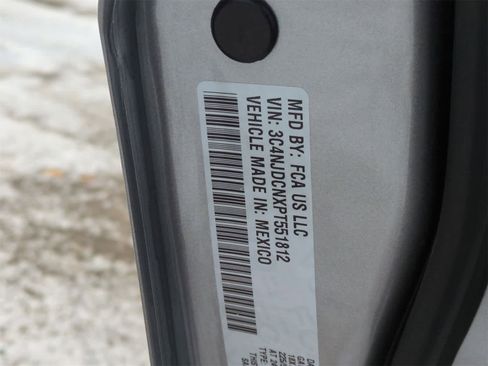 MFD BY: FCA US LLC
VIN: 3C4NJDCNXPT551812
VEHICLE MADE IN: MEXICO